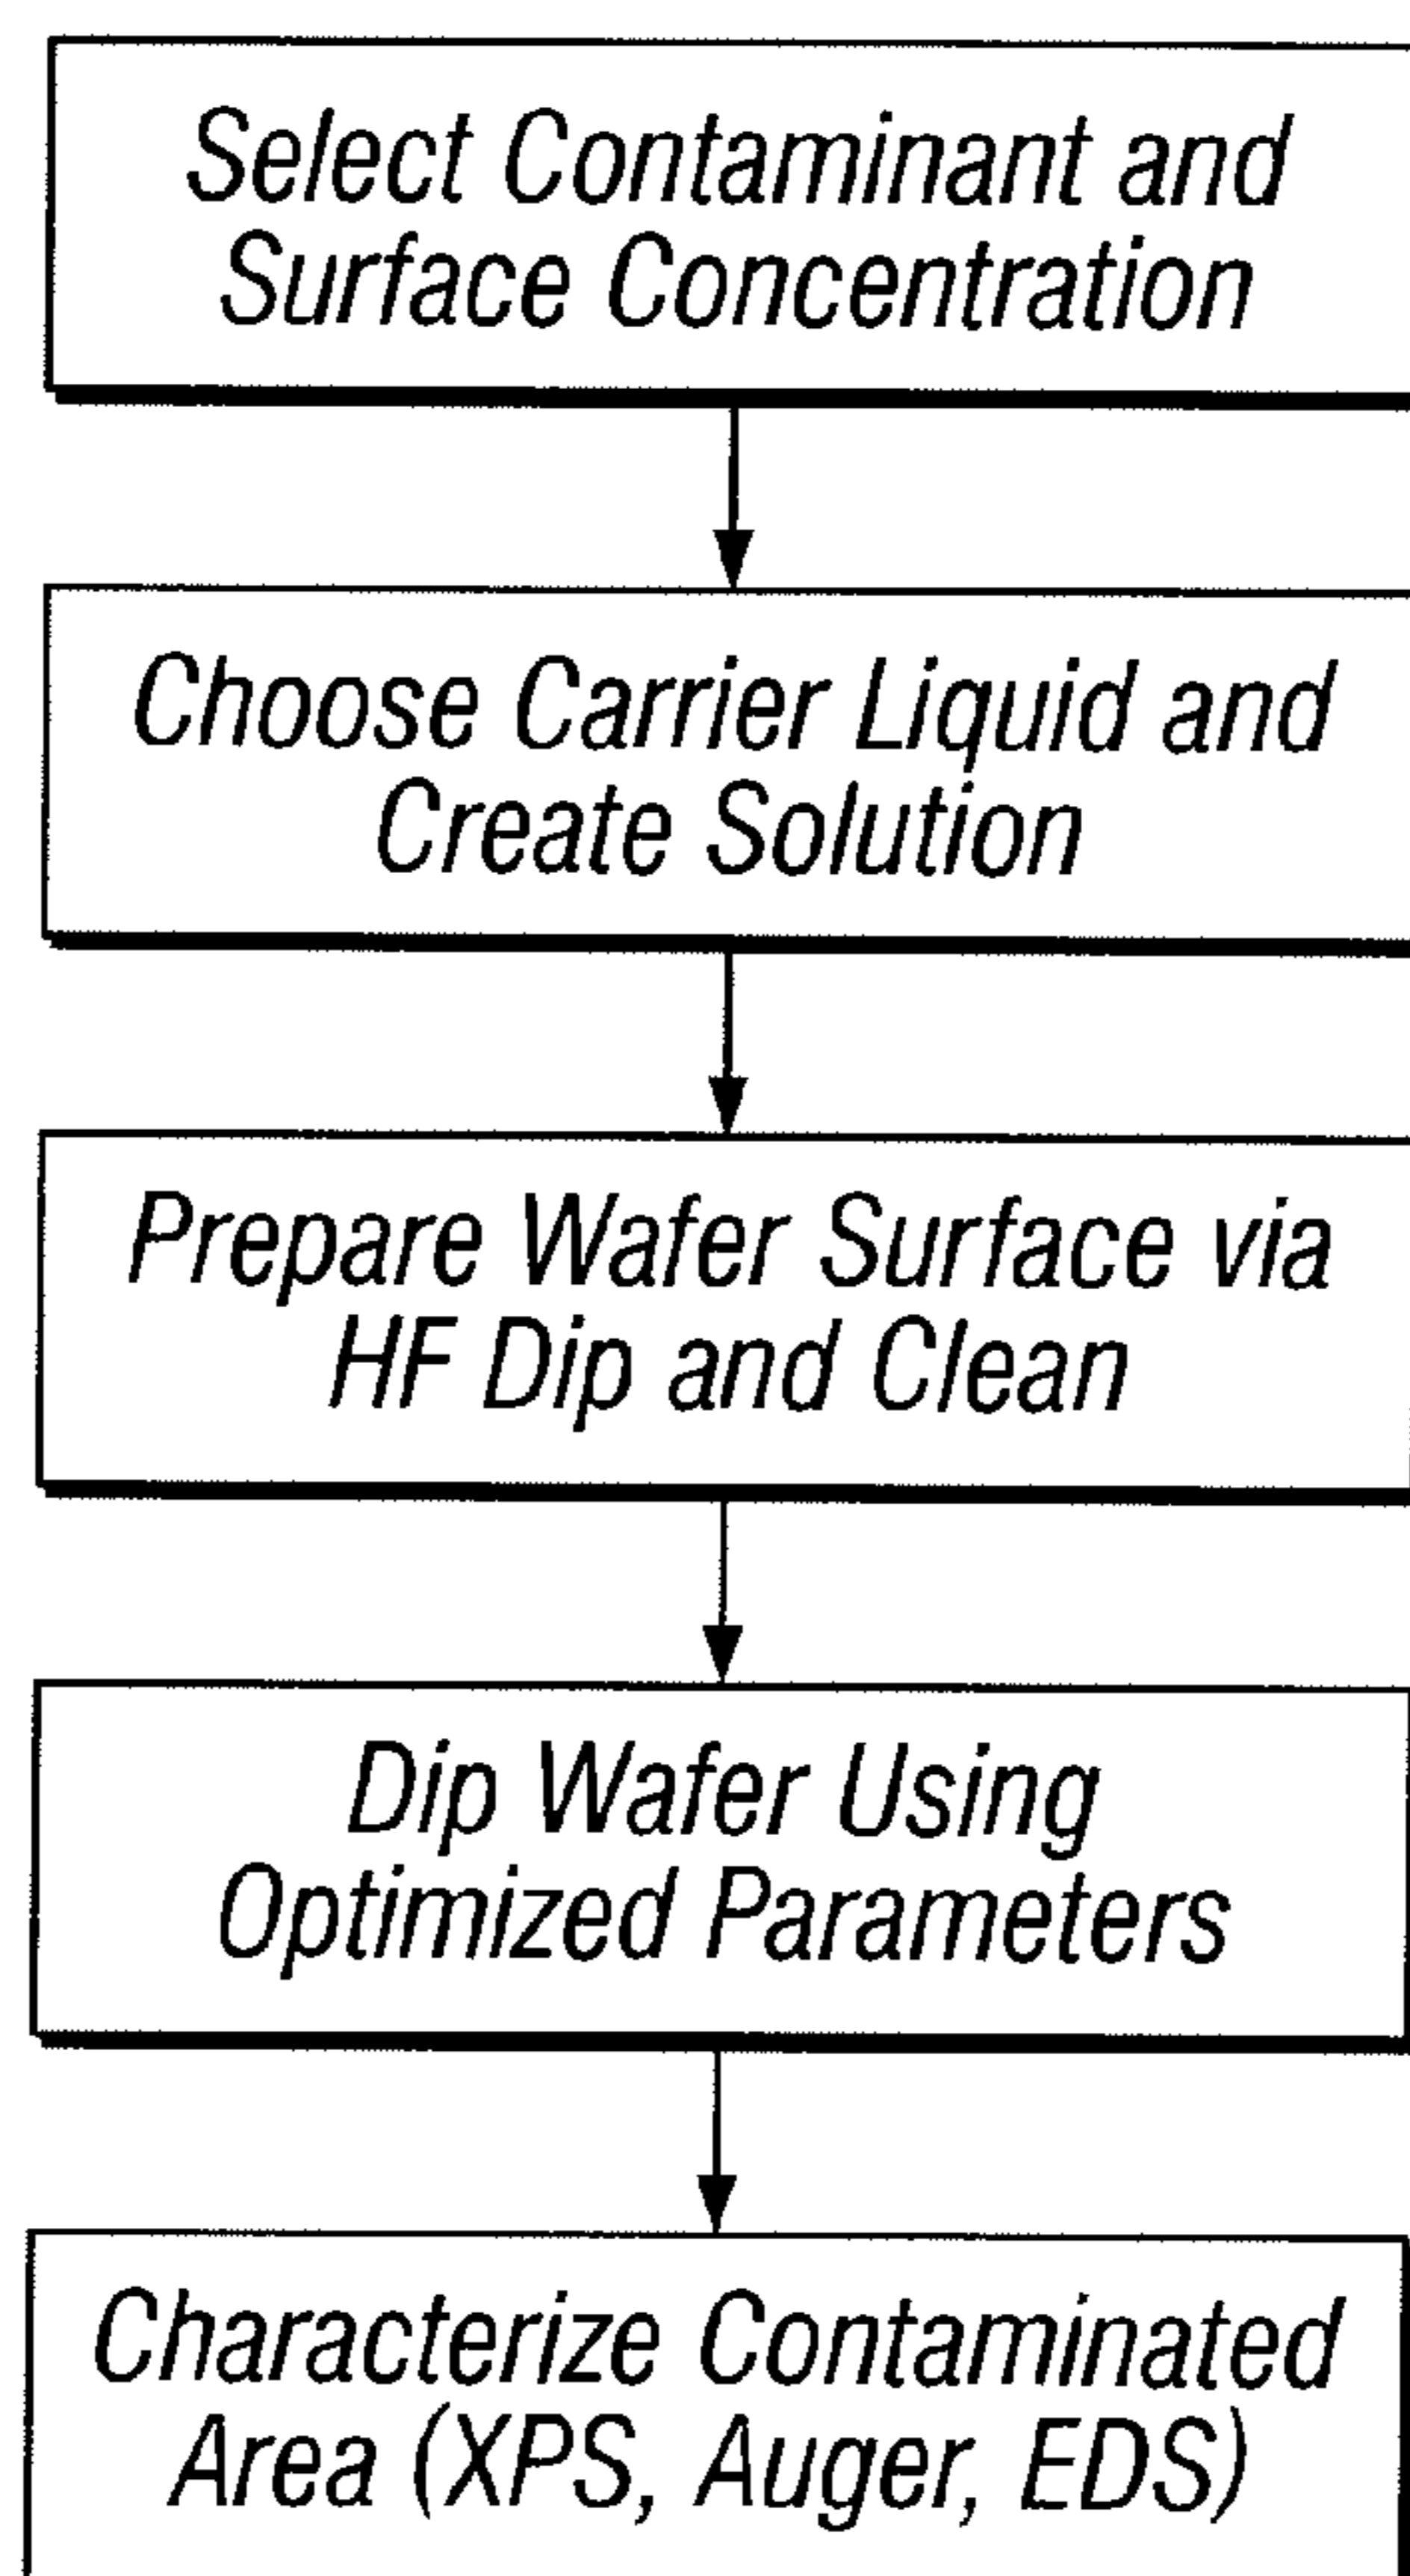 Select Contaminant and
Surface Concentration
Choose Carrier Liquid and
Create Solution
Prepare Wafer Surface via
HF Dip and Clean
Dip Wafer Using
Optimized Parameters
Characterize Contaminated
Area (XPS, Auger, EDS)